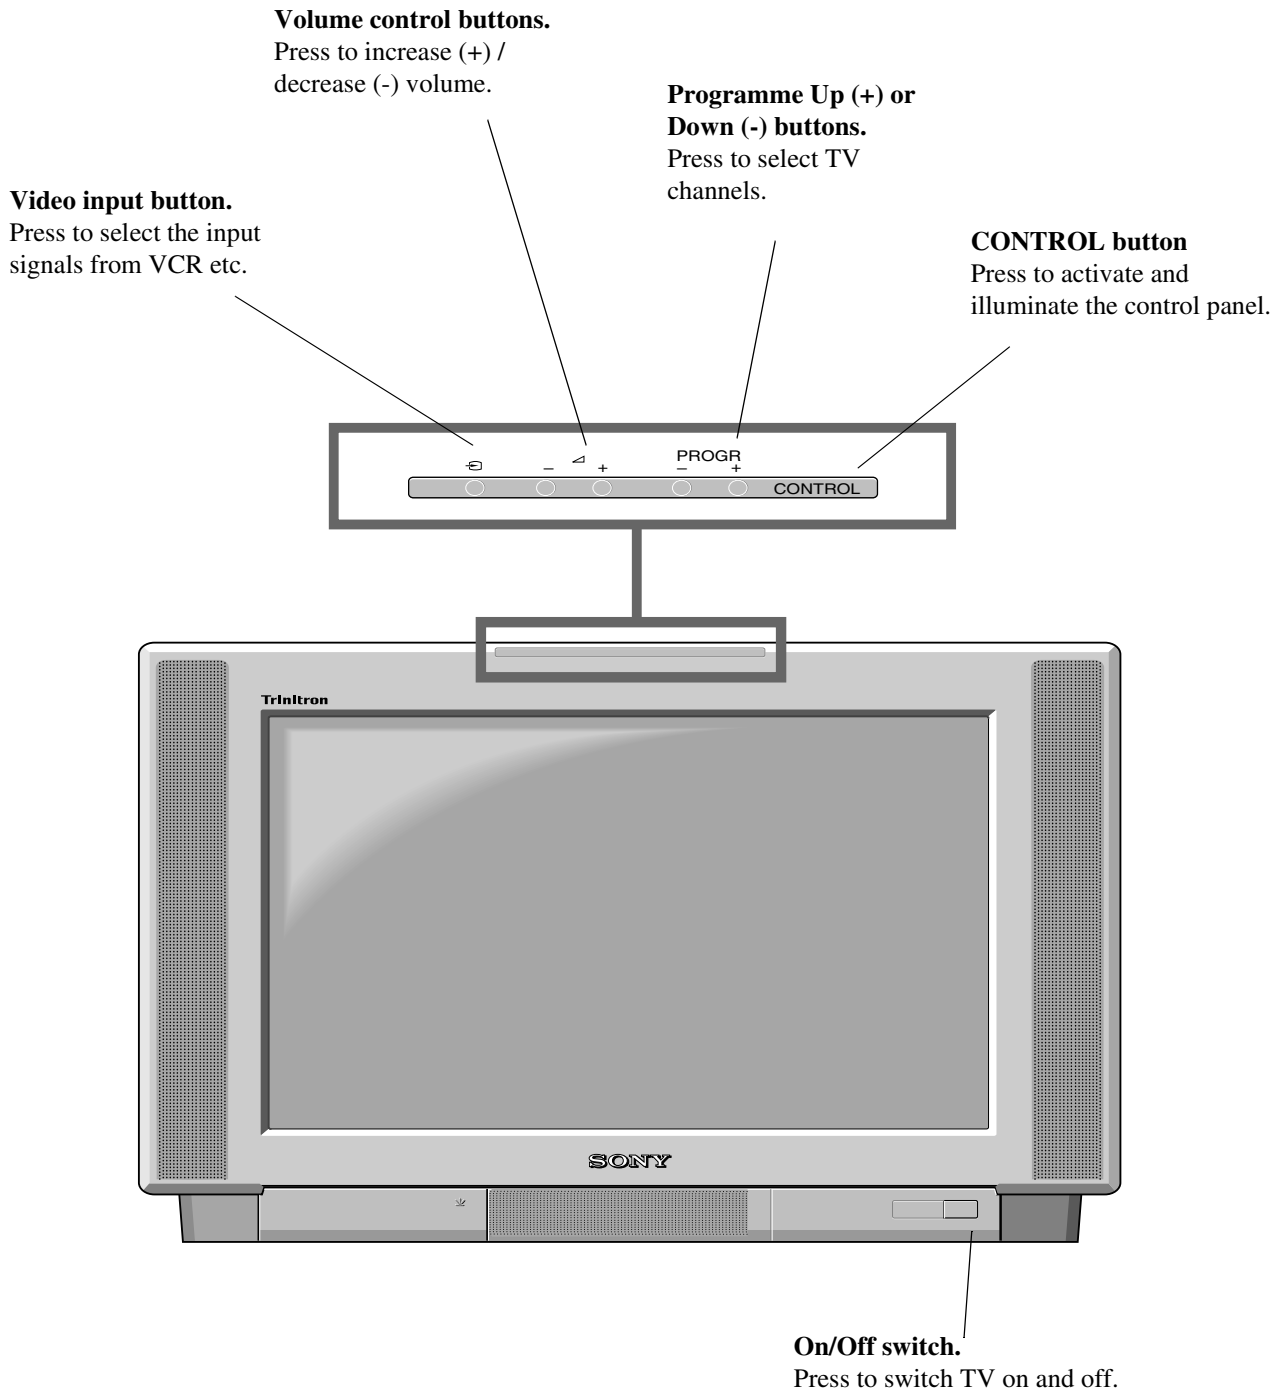 Volume control buttons.
Press to increase (+) /
decrease (-) volume.
Programme Up (+) or
Down (-) buttons.
Press to select TV
channels.
Video input button.
Press to select the input
signals from VCR etc.
CONTROL button
Press to activate and
illuminate the control panel.
PROGR
– + – +
CONTROL
TrInItron
SONY
On/Off switch.
Press to switch TV on and off.